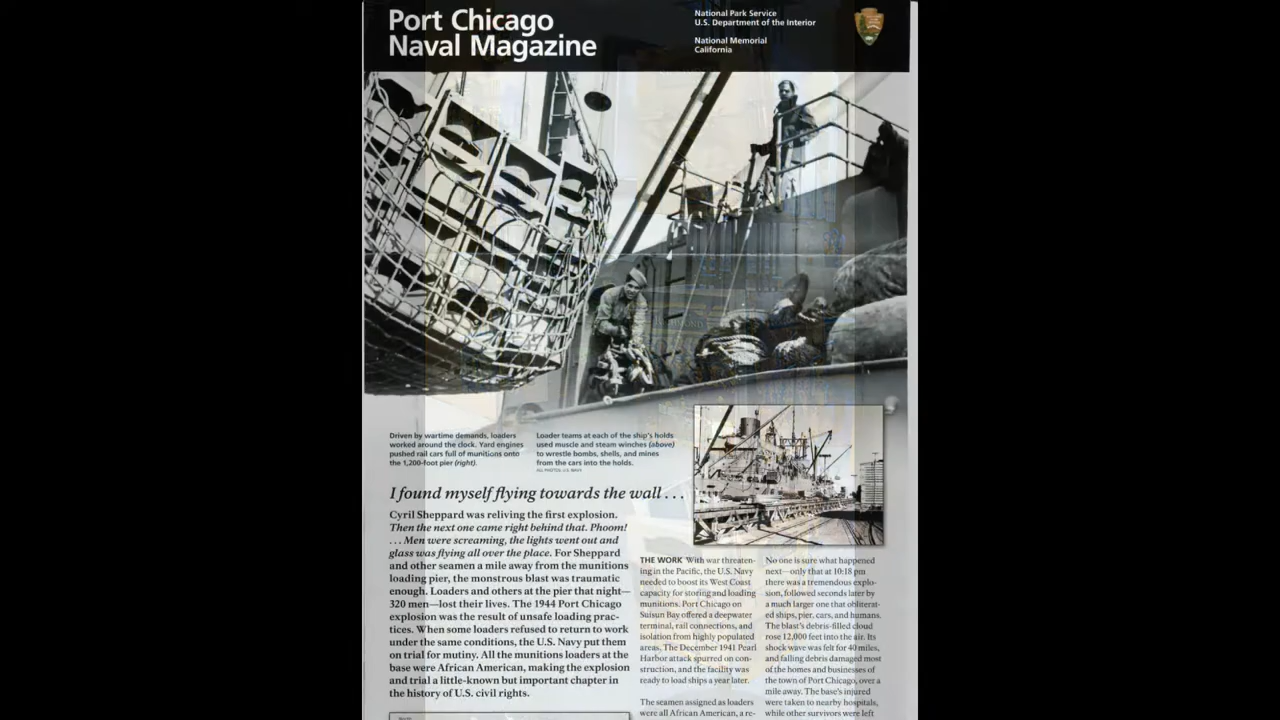 Port Chicago
Naval Magazine
National Park Service
U.S. Department of the Interior
National Memorial
California
Driven by wartime demands, loaders
worked around the clock. Yard engines
pushed rail cars full of munitions onto
the 1,200-foot pier (right).
Loader teams at each of the ship's holds
used muscle and steam winches (above)
to wrestle bombs, shells, and mines
from the cars into the holds.
ALL PHOTOS: U.S. NAVY
I found myself flying towards the wall . . .
Cyril Sheppard was reliving the first explosion.
Then the next one came right behind that. Phoom!
. . . Men were screaming, the lights went out and
glass was flying all over the place. For Sheppard
and other seamen a mile away from the munitions
loading pier, the monstrous blast was traumatic
enough. Loaders and others at the pier that night—
320 men—lost their lives. The 1944 Port Chicago
explosion was the result of unsafe loading prac-
tices. When some loaders refused to return to work
under the same conditions, the U.S. Navy put them
on trial for mutiny. All the munitions loaders at the
base were African American, making the explosion
and trial a little-known but important chapter in
the history of U.S. civil rights.
THE WORK With war threaten-
ing in the Pacific, the U.S. Navy
needed to boost its West Coast
capacity for storing and loading
munitions. Port Chicago on
Suisun Bay offered a deepwater
terminal, rail connections, and
isolation from highly populated
areas. The December 1941 Pearl
Harbor attack spurred on con-
struction, and the facility was
ready to load ships a year later.
The seamen assigned as loaders
were all African American, a re-
No one is sure what happened
next—only that at 10:18 pm
there was a tremendous explo-
sion, followed seconds later by
a much larger one that obliterat-
ed ships, pier, cars, and humans.
The blast's debris-filled cloud
rose 12,000 feet into the air. Its
shock wave was felt for 40 miles,
and falling debris damaged most
of the homes and businesses of
the town of Port Chicago, over a
mile away. The base's injured
were taken to nearby hospitals,
while other survivors were left